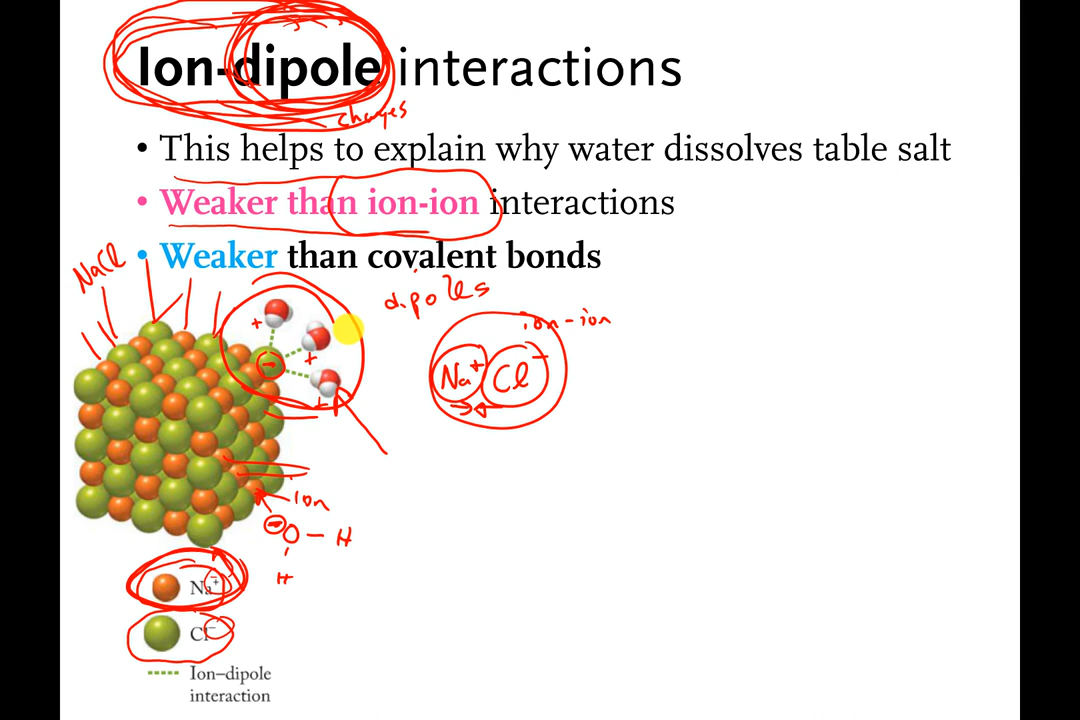 Ion-dipole interactions
charges
• This helps to explain why water dissolves table salt
• Weaker than ion-ion interactions
• Weaker than covalent bonds
NaCl
dipoles
ion-ion
+
+
+
-
Na+ Cl-
ion
- O - H
H
Na+
Cl-
Ion–dipole
interaction